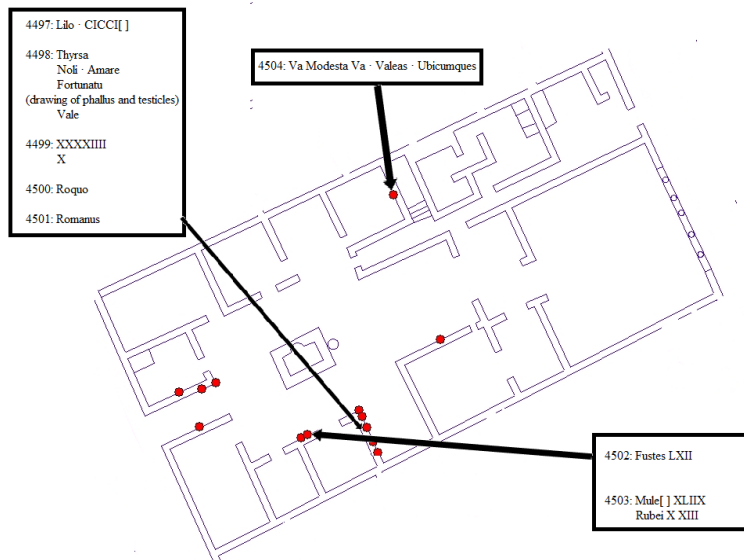 4497: Lilo · CICCI[ ]
4498: Thyrsa
Noli · Amare
Fortunatu
(drawing of phallus and testicles)
Vale
4499: XXXXIIII
X
4500: Roquo
4501: Romanus
4504: Va Modesta Va · Valeas · Ubicumques
4502: Fustes LXII
4503: Mule[ ] XLIIX
Rubei X XIII